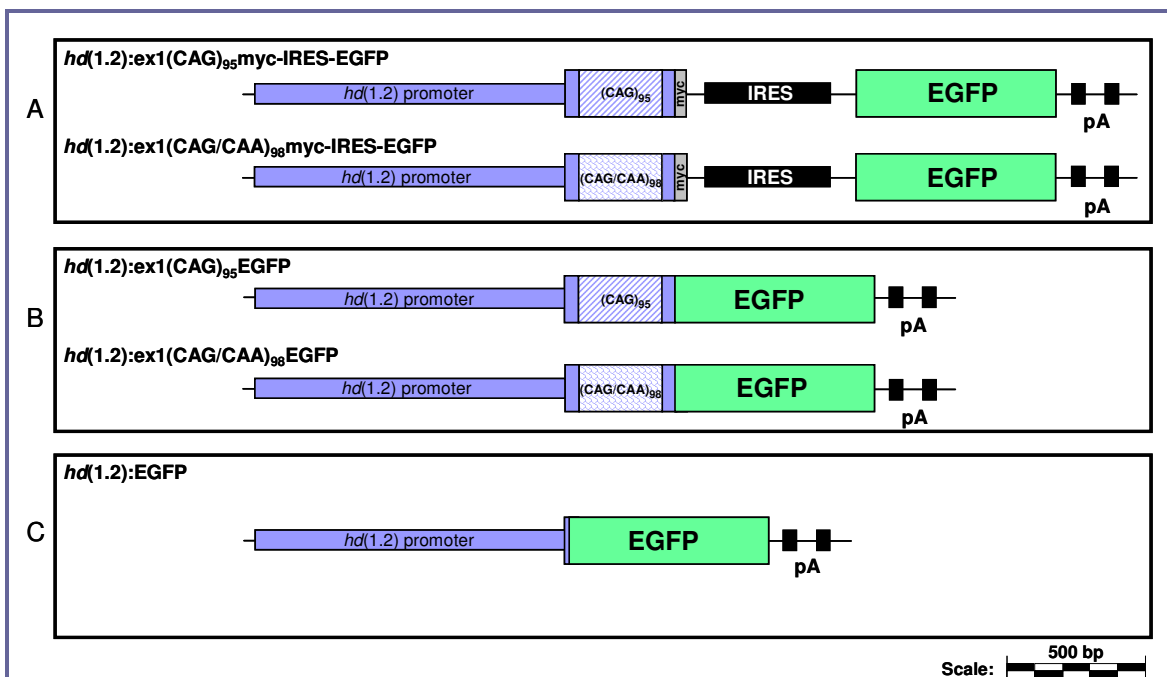 A
hd(1.2):ex1(CAG)95myc-IRES-EGFP
hd(1.2) promoter (CAG)95 myc IRES EGFP
pA
hd(1.2):ex1(CAG/CAA)98myc-IRES-EGFP
hd(1.2) promoter (CAG/CAA)98 myc IRES EGFP
pA
B
hd(1.2):ex1(CAG)95EGFP
hd(1.2) promoter (CAG)95 EGFP
pA
hd(1.2):ex1(CAG/CAA)98EGFP
hd(1.2) promoter (CAG/CAA)98 EGFP
pA
C
hd(1.2):EGFP
hd(1.2) promoter EGFP
pA
500 bp
Scale: